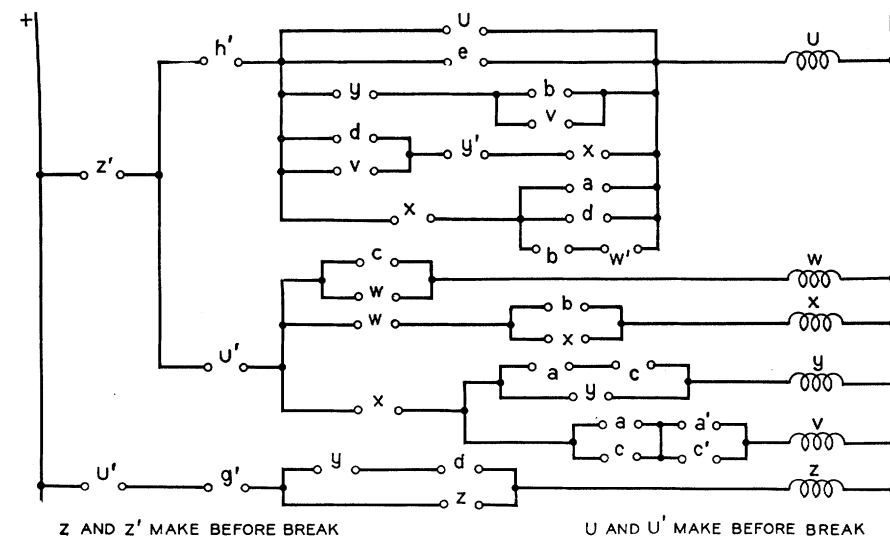 +
U
h'
e
U
y
b
v
d
y'
x
v
z'
a
x
d
b
w'
c
w
w
b
w
x
x
U'
a
c
y
y
x
a
a'
v
c
c'
y
d
z
U'
g'
z
Z AND Z' MAKE BEFORE BREAK
U AND U' MAKE BEFORE BREAK